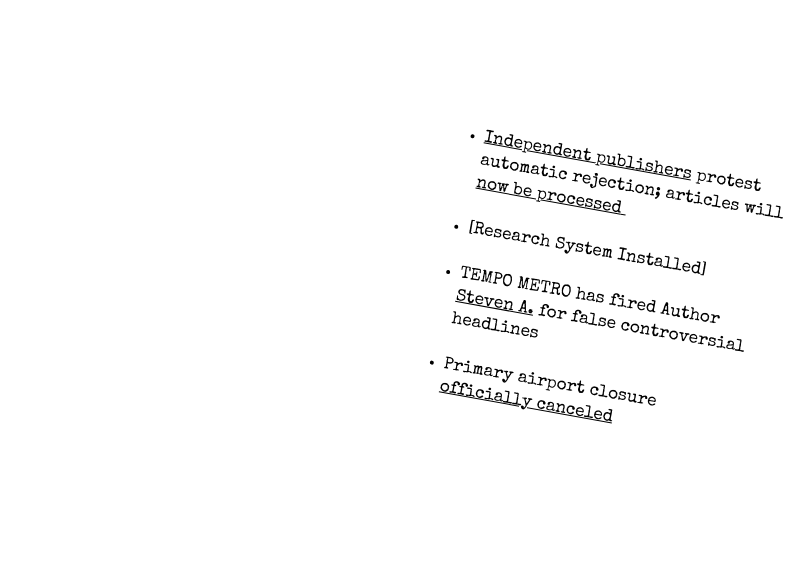 • Independent publishers protest
automatic rejection; articles will
now be processed
• [Research System Installed]
• TEMPO METRO has fired Author
Steven A. for false controversial
headlines
• Primary airport closure
officially canceled